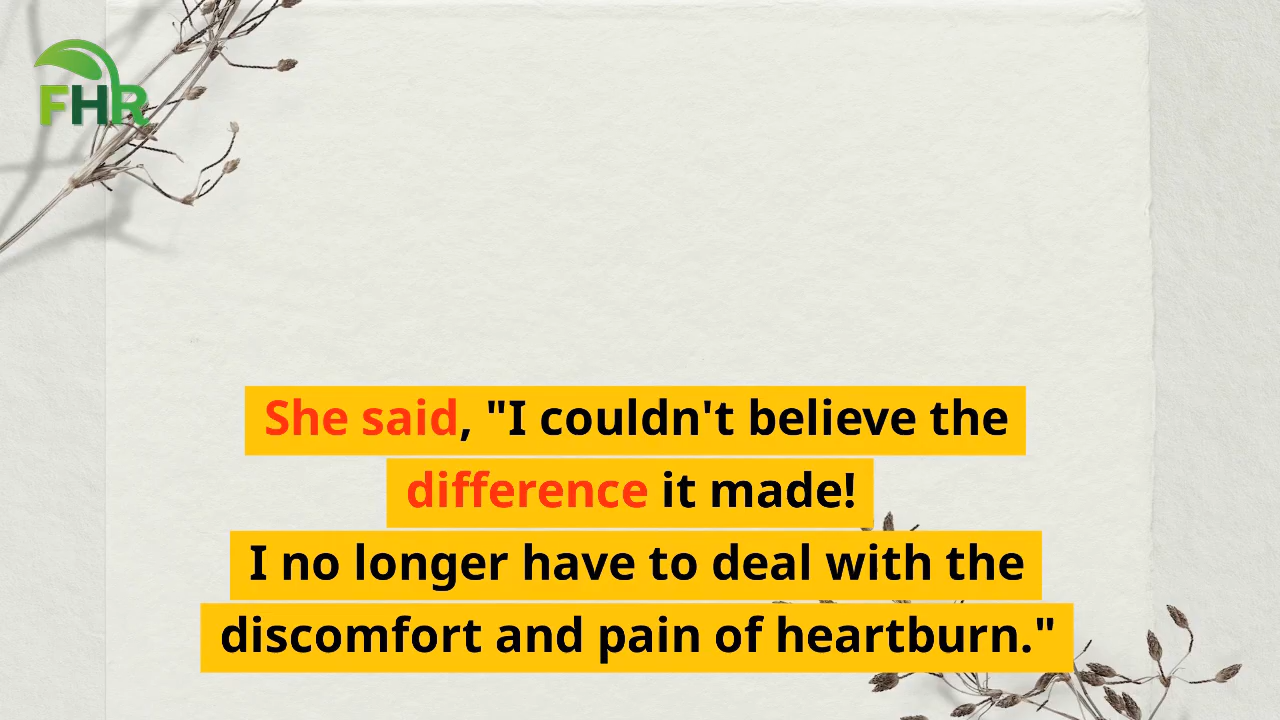 FHR
She said, "I couldn't believe the
difference it made!
I no longer have to deal with the
discomfort and pain of heartburn."